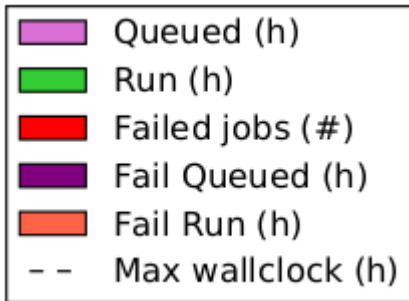 Queued (h)
Run (h)
Failed jobs (#)
Fail Queued (h)
Fail Run (h)
Max wallclock (h)